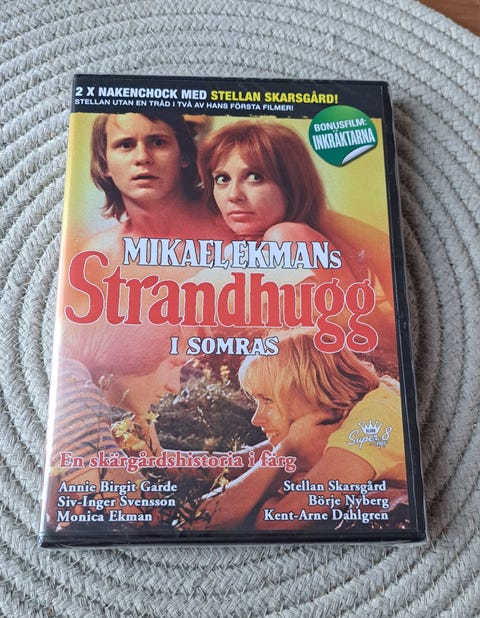 2 X NAKENCHOCK MED STELLAN SKARSGÅRD!
STELLAN UTAN EN TRÅD I TVÅ AV HANS FÖRSTA FILMER!
BONUSFILM:
INKRÄKTARNA
MIKAEL EKMANs
Strandhugg
I SOMRAS
KLUBB
Super 8
En skärgårdshistoria i färg
Annie Birgit Garde
Siv-Inger Svensson
Monica Ekman
Stellan Skarsgård
Börje Nyberg
Kent-Arne Dahlgren